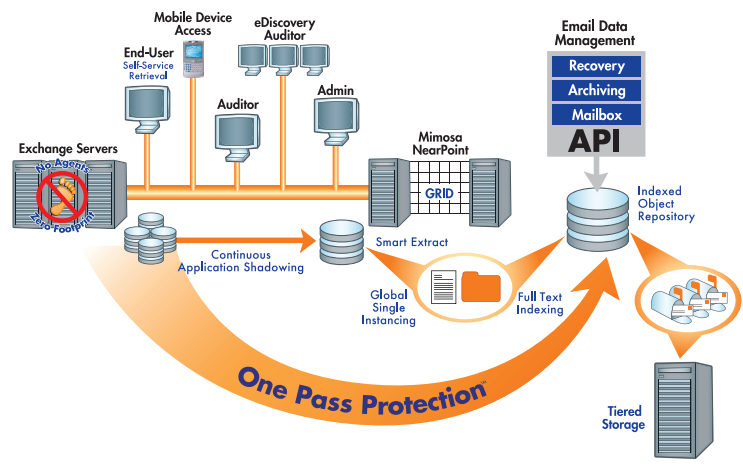 Mobile Device
Access
eDiscovery
Auditor
End-User
Self-Service
Retrieval
Auditor
Admin
Exchange Servers
No Agents
Zero-Footprint
Mimosa
NearPoint
GRID
Email Data
Management
Recovery
Archiving
Mailbox
API
Indexed
Object
Repository
Continuous
Application Shadowing
Smart Extract
Global
Single
Instancing
Full Text
Indexing
One Pass Protection™
Tiered
Storage